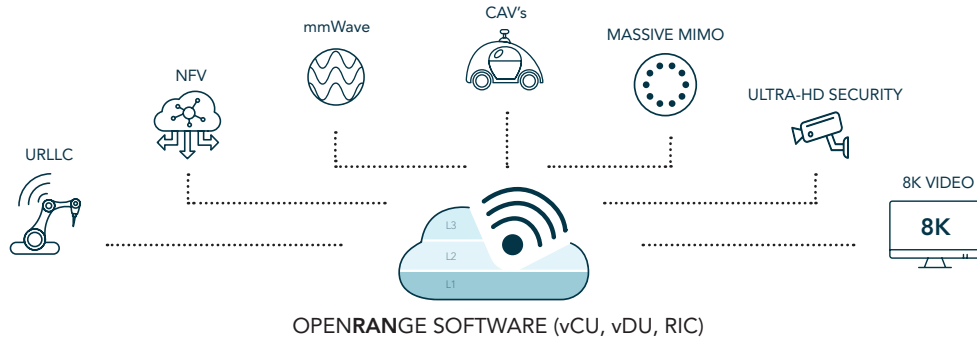 CAV's
mmWave
MASSIVE MIMO
NFV
ULTRA-HD SECURITY
URLLC
8K VIDEO
8K
L3
L2
L1
OPENRANGE SOFTWARE (vCU, vDU, RIC)